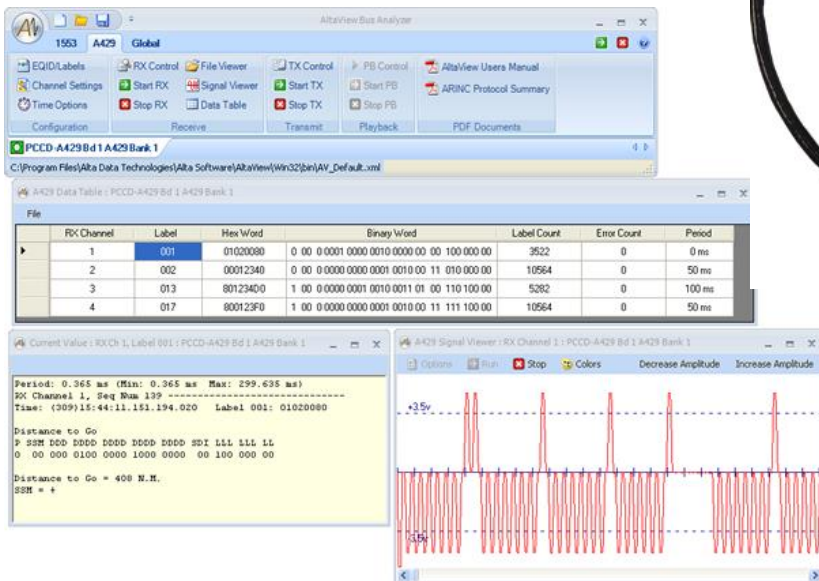 AltaView Bus Analyzer
1553 A429 Global
EQID/Labels RX Control File Viewer TX Control PB Control AltaView Users Manual
Channel Settings Start RX Signal Viewer Start TX Start PB ARINC Protocol Summary
Time Options Stop RX Data Table Stop TX Stop PB
Configuration Receive Transmit Playback PDF Documents
PCCD-A429 Bd 1 A429 Bank 1
C:\Program Files\Alta Data Technologies\Alta Software\AltaView\Win32\bin\AV_Default.xml
A429 Data Table : PCCD-A429 Bd 1 A429 Bank 1
File
RX Channel Label Hex Word Binary Word Label Count Error Count Period
1 001 01020080 0 00 0 0001 0000 0010 0000 00 00 100 000 00 3522 0 0 ms
2 002 00012340 0 00 0 0000 0000 0001 0010 00 11 010 000 00 10564 0 50 ms
3 013 801234D0 1 00 0 0000 0001 0010 0011 01 00 110 100 00 5282 0 100 ms
4 017 800123F0 1 00 0 0000 0000 0001 0010 00 11 111 100 00 10564 0 50 ms
Current Value : RX Ch 1, Label 001 : PCCD-A429 Bd 1 A429 Bank 1
Period: 0.365 ms (Min: 0.365 ms Max: 299.635 ms)
RX Channel 1, Seq Num 139 ------------------------------
Time: (309)15:44:11.151.194.020 Label 001: 01020080
Distance to Go
P SSM DDD DDDD DDDD DDDD DDDD SDI LLL LLL LL
0 00 000 0100 0000 1000 0000 00 100 000 00
Distance to Go = 408 N.M.
SSM = +
A429 Signal Viewer : RX Channel 1 : PCCD-A429 Bd 1 A429 Bank 1
Options Run Stop Colors Decrease Amplitude Increase Amplitude
+3.5v
-3.5v